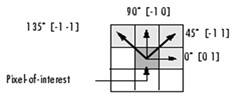 90° [-1 0]
135° [-1 -1]
45° [-1 1]
0° [0 1]
Pixel-of-interest